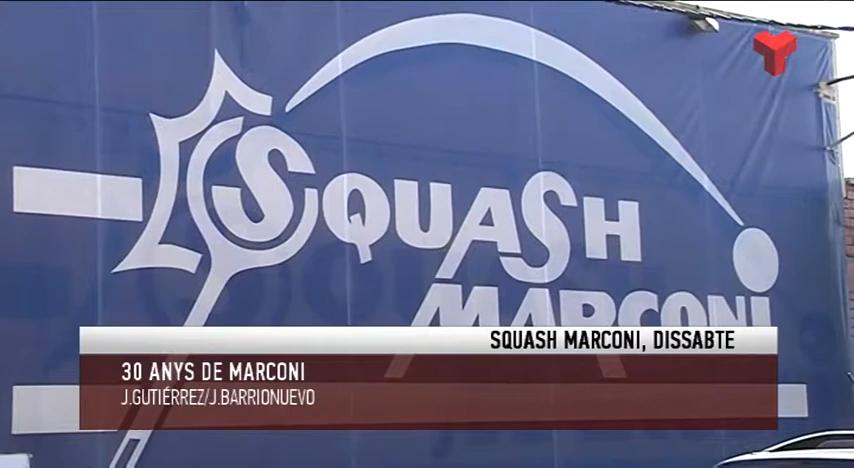 SQUASH
MARCONI
SQUASH MARCONI, DISSABTE
30 ANYS DE MARCONI
J.GUTIÉRREZ/J.BARRIONUEVO